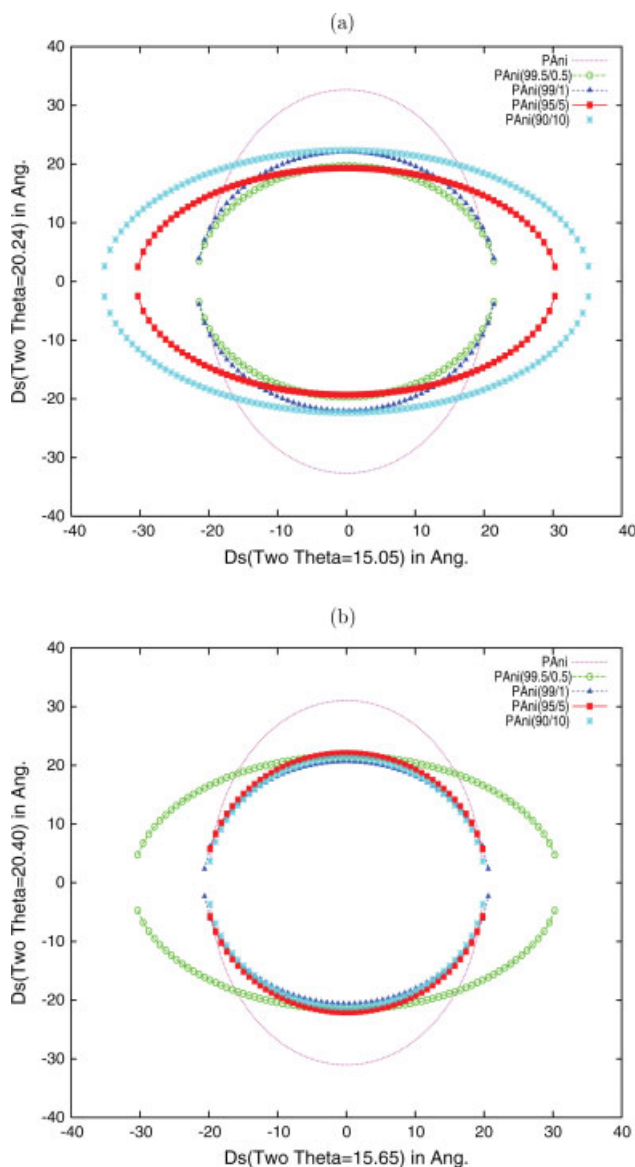 (a)
PAni
PAni(99.5/0.5)
PAni(99/1)
PAni(95/5)
PAni(90/10)
40
30
20
10
0
-10
-20
-30
-40
Ds(Two Theta=20.24) in Ang.
-40 -30 -20 -10 0 10 20 30 40
Ds(Two Theta=15.05) in Ang.
(b)
PAni
PAni(99.5/0.5)
PAni(99/1)
PAni(95/5)
PAni(90/10)
40
30
20
10
0
-10
-20
-30
-40
Ds(Two Theta=20.40) in Ang.
-40 -30 -20 -10 0 10 20 30 40
Ds(Two Theta=15.65) in Ang.